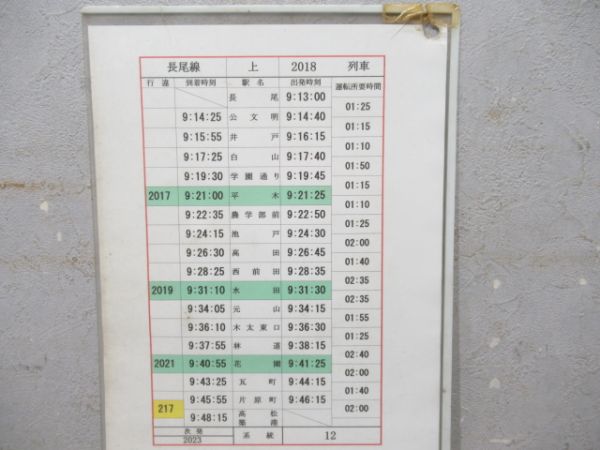 長尾線 上 2018 列車
行違 到着時刻 駅名 出発時刻 運転所要時間
長尾 9:13:00
01:25
9:14:25 公文明 9:14:40
01:15
9:15:55 井戸 9:16:15
01:10
9:17:25 白山 9:17:40
01:50
9:19:30 学園通り 9:19:45
01:15
2017 9:21:00 平木 9:21:25
01:10
9:22:35 農学部前 9:22:50
01:25
9:24:15 池戸 9:24:30
02:00
9:26:30 高田 9:26:45
01:40
9:28:25 西前田 9:28:35
02:35
2019 9:31:10 水田 9:31:30
02:35
9:34:05 元山 9:34:15
01:55
9:36:10 木太東口 9:36:30
01:25
9:37:55 林道 9:38:15
02:40
2021 9:40:55 花園 9:41:25
02:00
9:43:25 瓦町 9:44:15
01:40
217 9:45:55 片原町 9:46:15
02:00
9:48:15 高松築港
次発 2023 系統 12